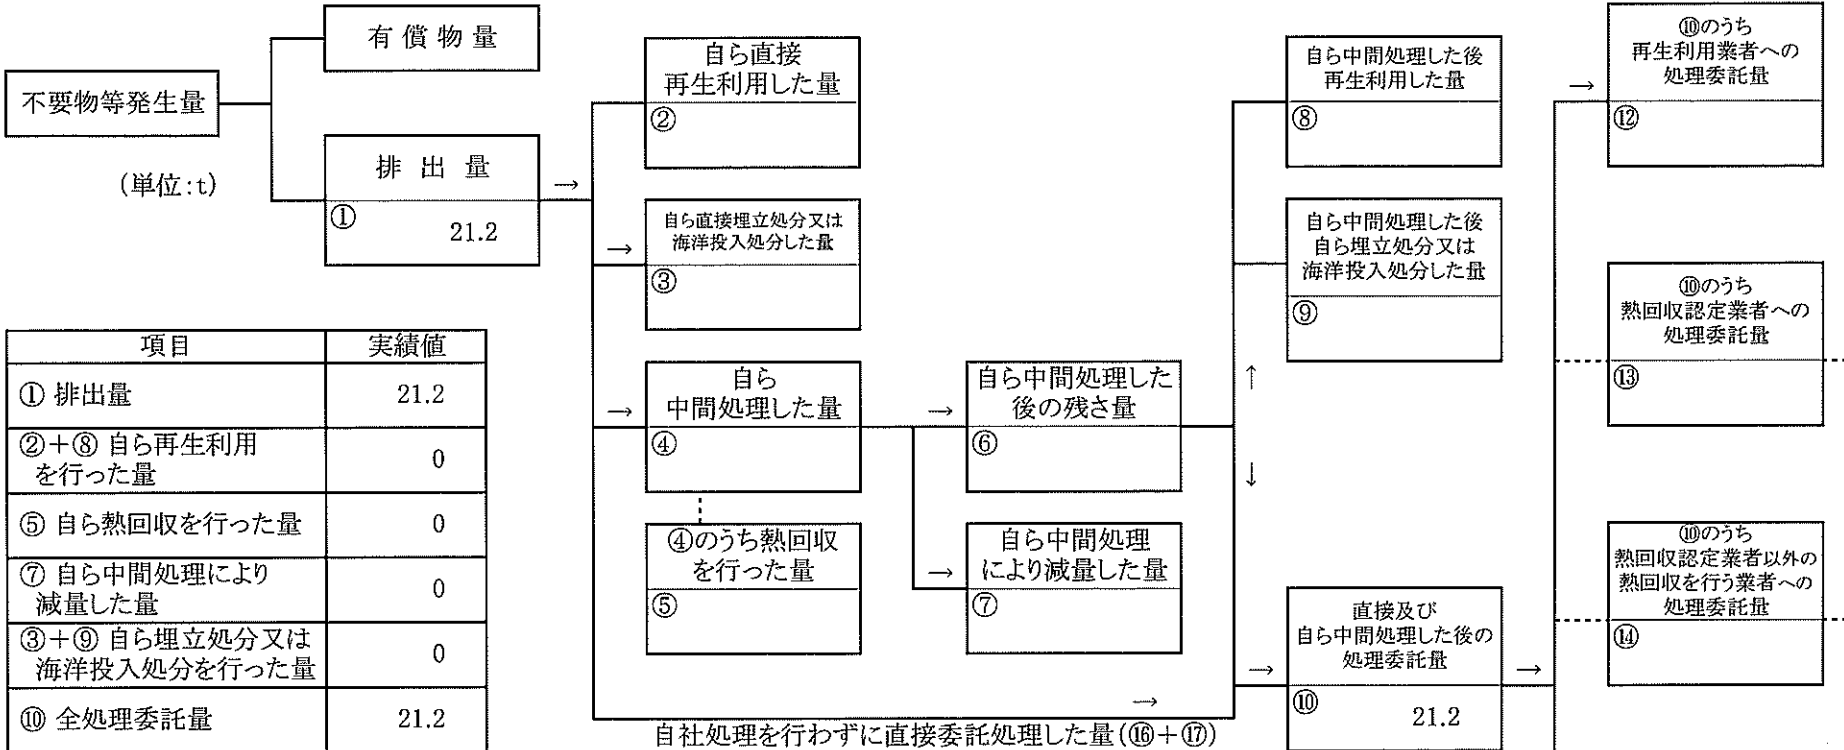 不要物等発生量
(単位:t)
有償物量
排出量
①
21.2
→
自ら直接
再生利用した量
②
→
自ら直接埋立処分又は
海洋投入処分した量
③
→
自ら
中間処理した量
④
④のうち熱回収
を行った量
⑤
→
自ら中間処理した
後の残さ量
⑥
→
自ら中間処理
により減量した量
⑦
→
自社処理を行わずに直接委託処理した量(⑯+⑰)
↑
↓
自ら中間処理した後
再生利用した量
⑧
自ら中間処理した後
自ら埋立処分又は
海洋投入処分した量
⑨
→
直接及び
自ら中間処理した後の
処理委託量
⑩
21.2
→
→
⑩のうち
再生利用業者への
処理委託量
⑫
⑩のうち
熱回収認定業者への
処理委託量
⑬
⑩のうち
熱回収認定業者以外の
熱回収を行う業者への
処理委託量
⑭
項目 実績値
① 排出量 21.2
②+⑧ 自ら再生利用
を行った量 0
⑤ 自ら熱回収を行った量 0
⑦ 自ら中間処理により
減量した量 0
③+⑨ 自ら埋立処分又は
海洋投入処分を行った量 0
⑩ 全処理委託量 21.2